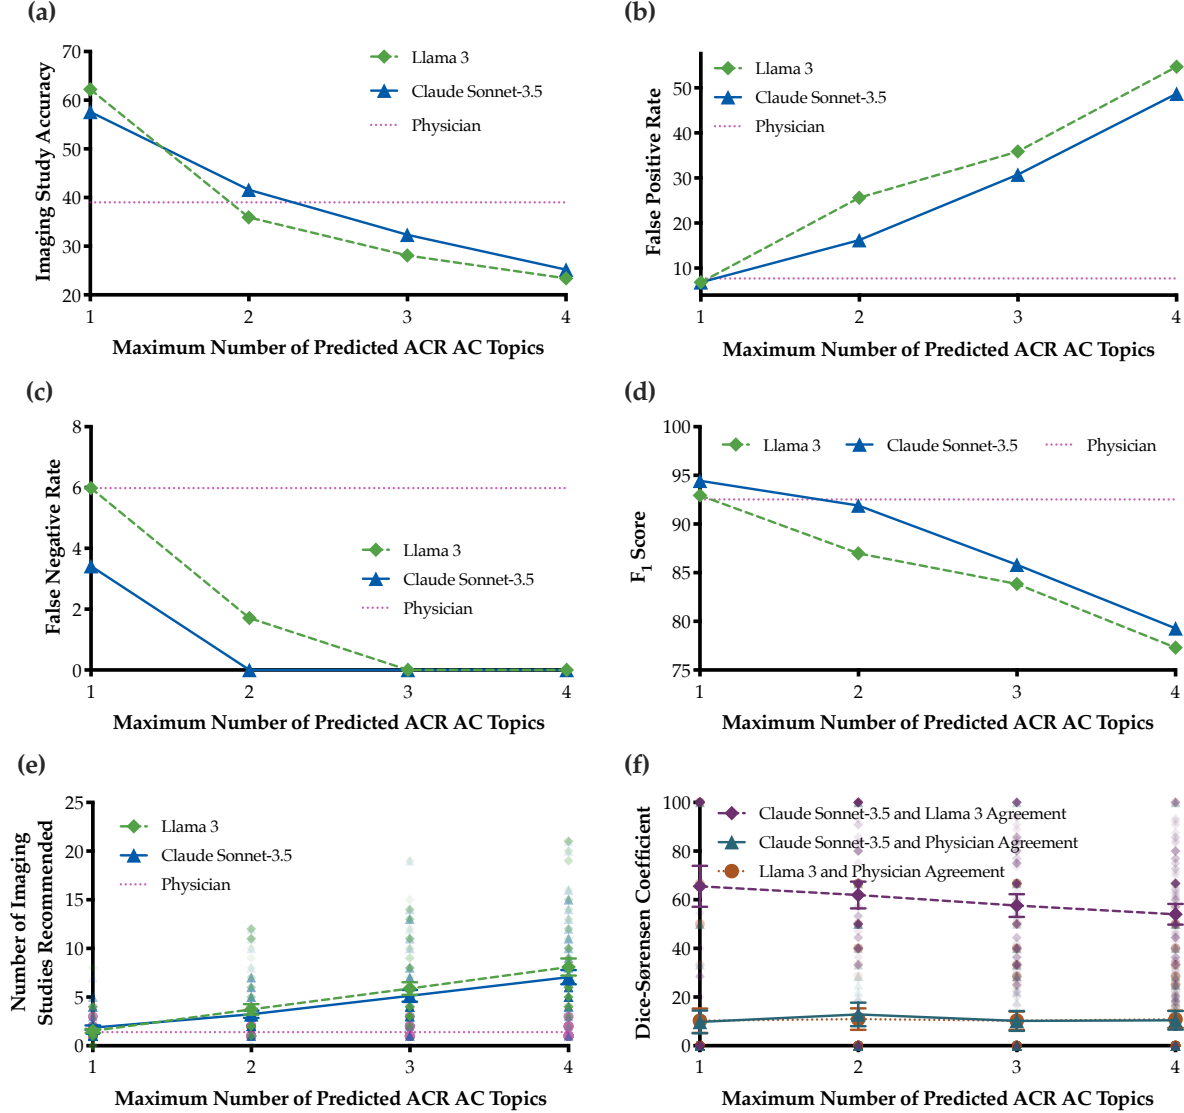 (a)
70
60
50
40
30
20
Imaging Study Accuracy
Llama 3
Claude Sonnet-3.5
Physician
1 2 3 4
Maximum Number of Predicted ACR AC Topics
(b)
50
40
30
20
10
False Positive Rate
Llama 3
Claude Sonnet-3.5
Physician
1 2 3 4
Maximum Number of Predicted ACR AC Topics
(c)
8
6
4
2
0
False Negative Rate
Llama 3
Claude Sonnet-3.5
Physician
1 2 3 4
Maximum Number of Predicted ACR AC Topics
(d)
100
95
90
85
80
75
F1 Score
Llama 3 Claude Sonnet-3.5 Physician
1 2 3 4
Maximum Number of Predicted ACR AC Topics
(e)
25
20
15
10
5
0
Number of Imaging
Studies Recommended
Llama 3
Claude Sonnet-3.5
Physician
1 2 3 4
Maximum Number of Predicted ACR AC Topics
(f)
100
80
60
40
20
0
Dice-Sørensen Coefficient
Claude Sonnet-3.5 and Llama 3 Agreement
Claude Sonnet-3.5 and Physician Agreement
Llama 3 and Physician Agreement
1 2 3 4
Maximum Number of Predicted ACR AC Topics